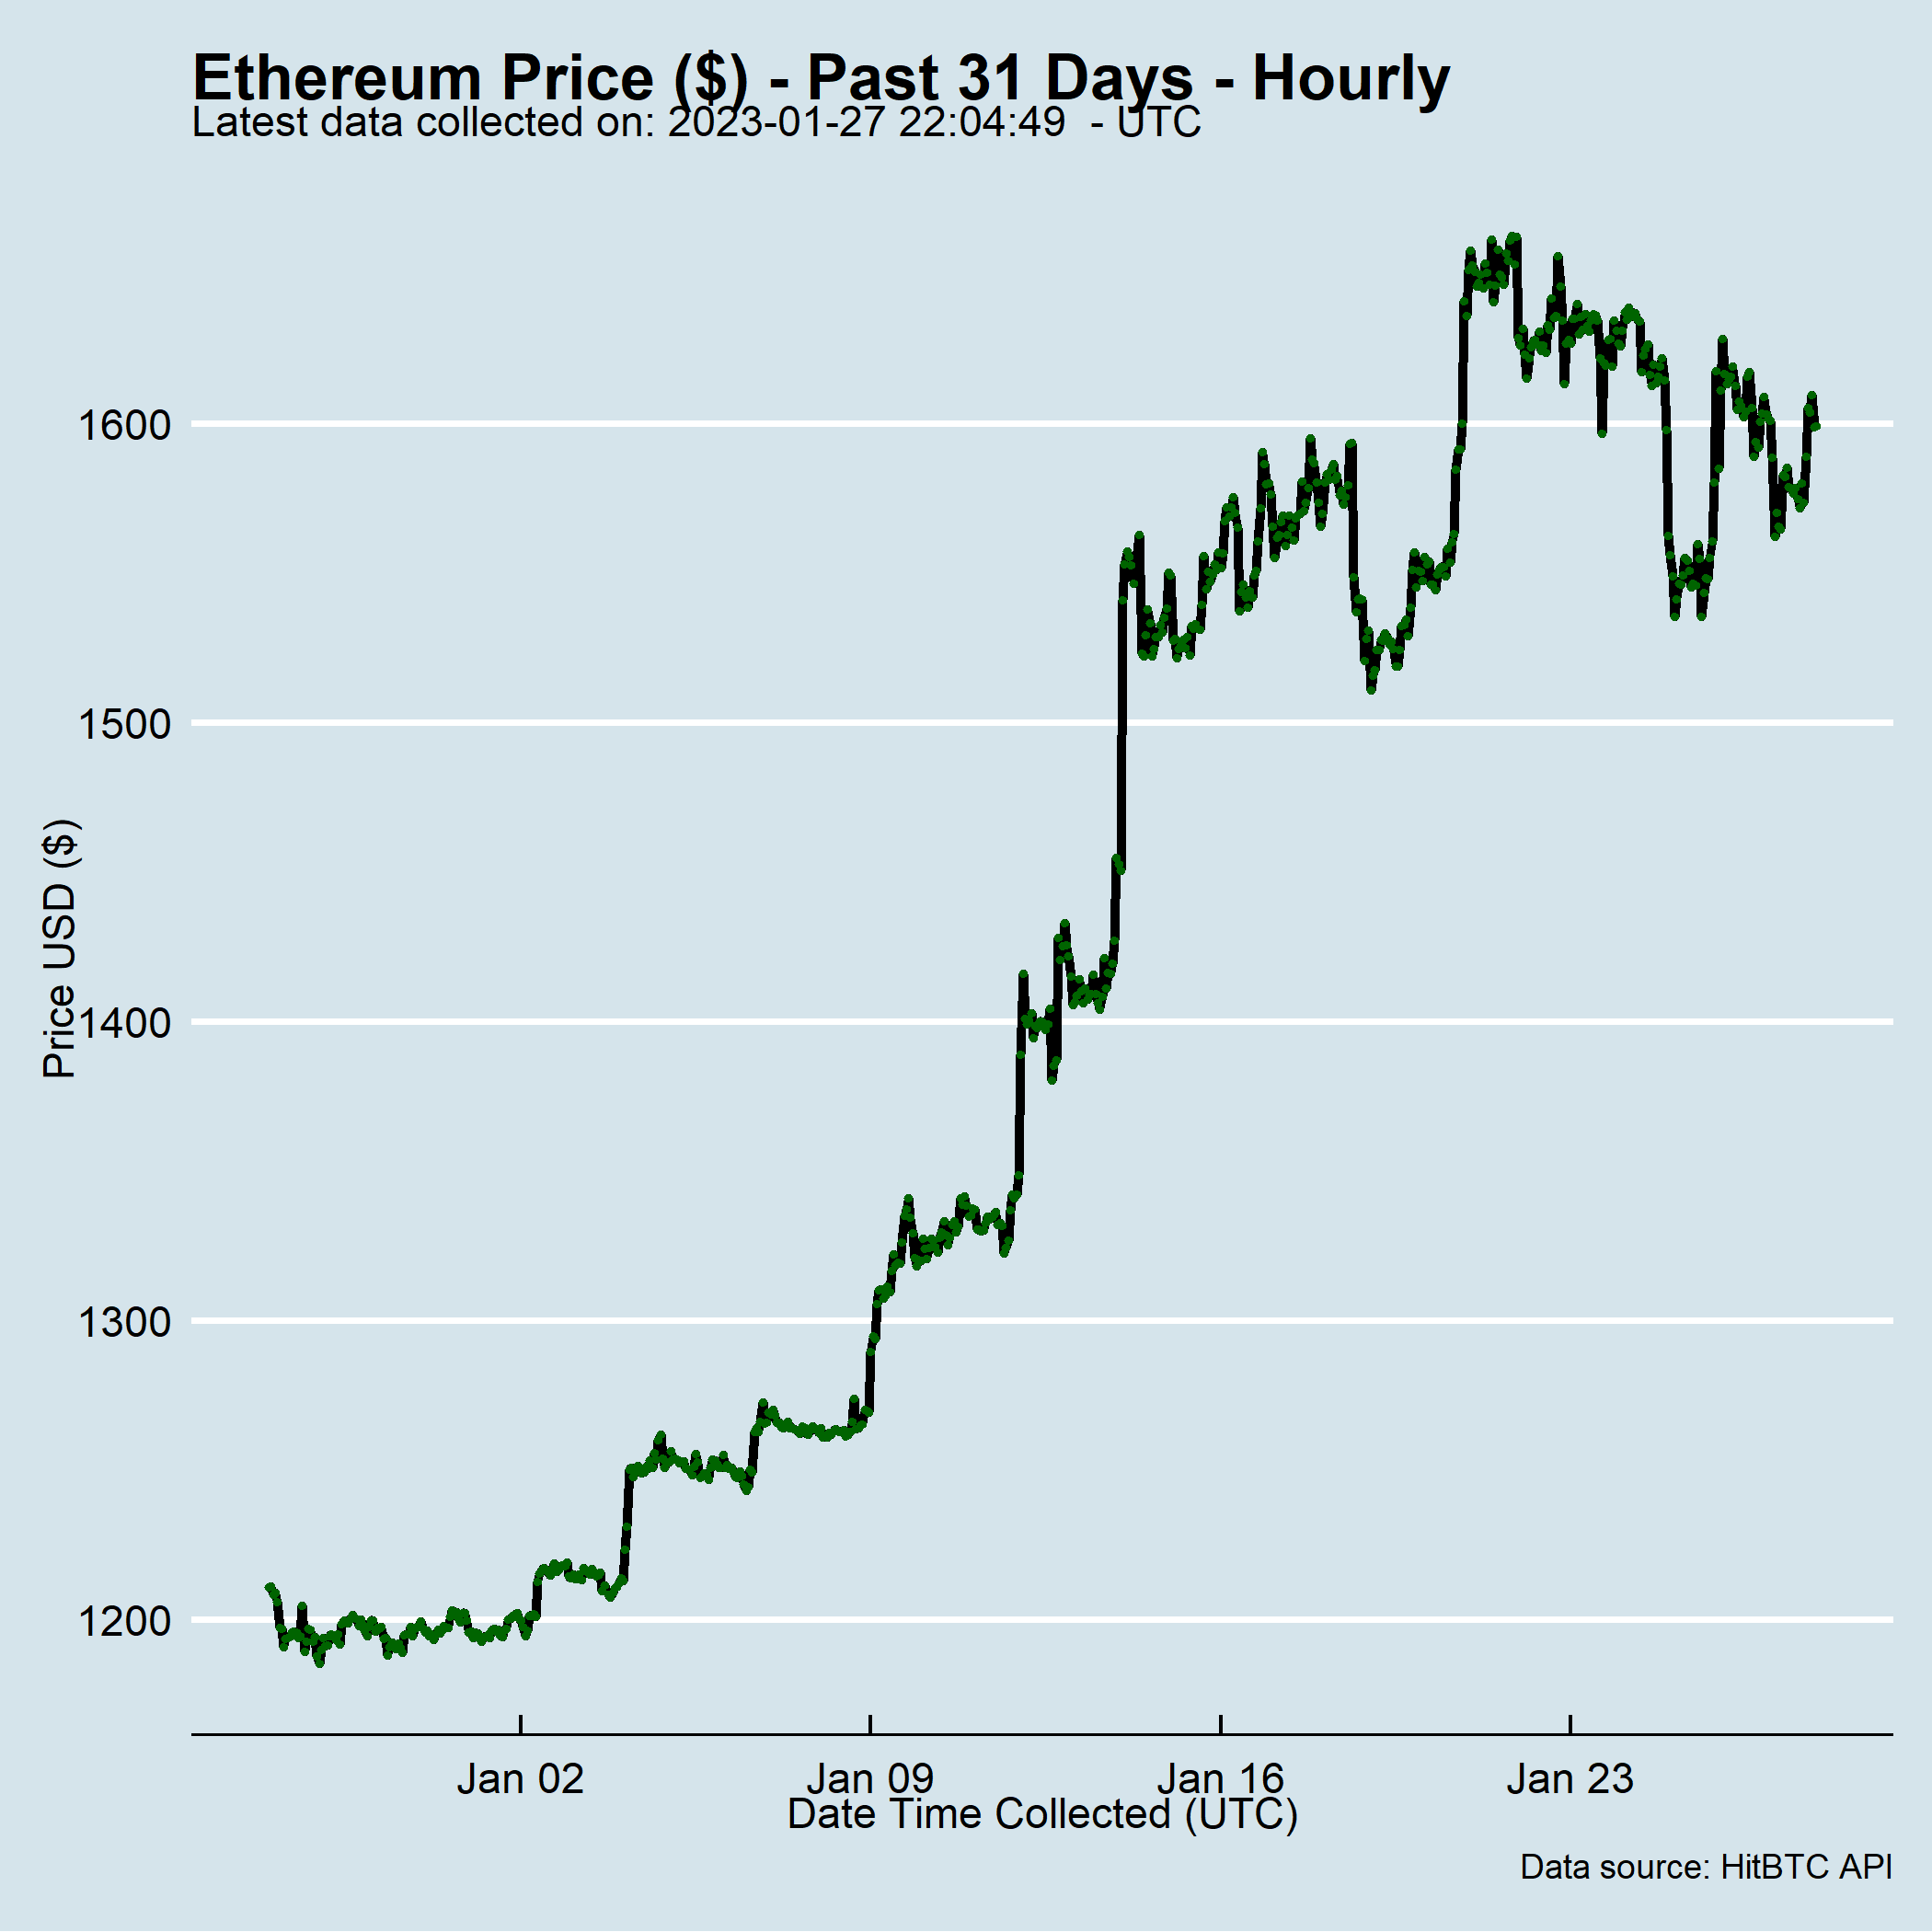 Ethereum Price ($) - Past 31 Days - Hourly
Latest data collected on: 2023-01-27 22:04:49  - UTC
Price USD ($)
1600
1500
1400
1300
1200
Jan 02 Jan 09 Jan 16 Jan 23
Date Time Collected (UTC)
Data source: HitBTC API